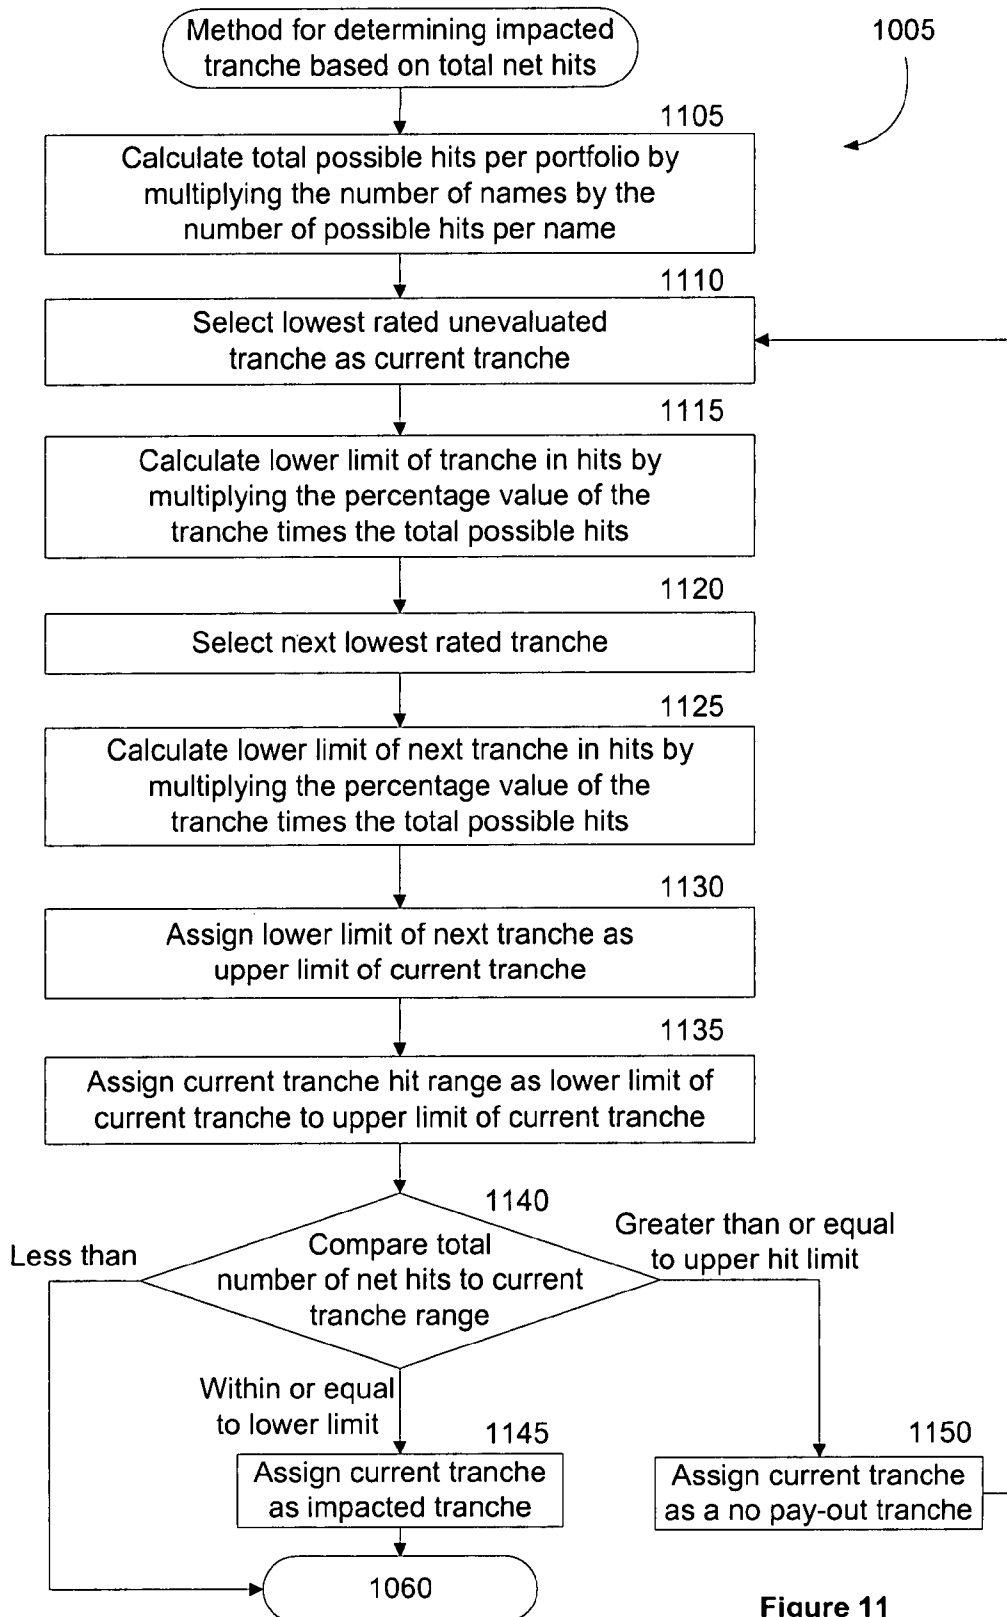 Method for determining impacted
tranche based on total net hits
1005
1105
Calculate total possible hits per portfolio by
multiplying the number of names by the
number of possible hits per name
1110
Select lowest rated unevaluated
tranche as current tranche
1115
Calculate lower limit of tranche in hits by
multiplying the percentage value of the
tranche times the total possible hits
1120
Select next lowest rated tranche
1125
Calculate lower limit of next tranche in hits by
multiplying the percentage value of the
tranche times the total possible hits
1130
Assign lower limit of next tranche as
upper limit of current tranche
1135
Assign current tranche hit range as lower limit of
current tranche to upper limit of current tranche
1140
Compare total
number of net hits to current
tranche range
Less than
Greater than or equal
to upper hit limit
Within or equal
to lower limit
1145
Assign current tranche
as impacted tranche
1150
Assign current tranche
as a no pay-out tranche
1060
Figure 11